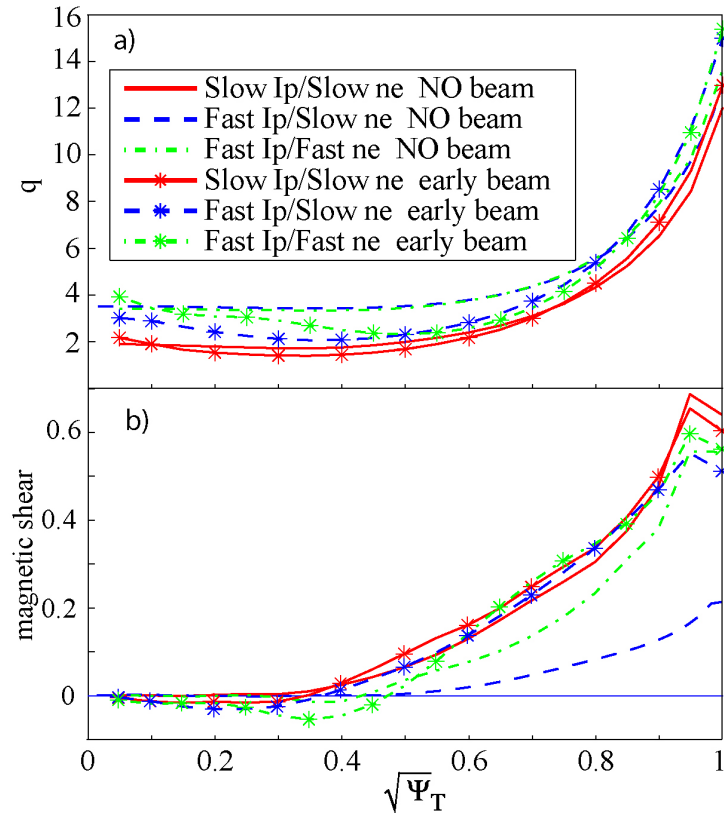 16
14
12
10
8
6
4
2
q
a)
Slow Ip/Slow ne NO beam
Fast Ip/Slow ne NO beam
Fast Ip/Fast ne NO beam
Slow Ip/Slow ne early beam
Fast Ip/Slow ne early beam
Fast Ip/Fast ne early beam
b)
0.6
0.4
0.2
0
magnetic shear
0 0.2 0.4 0.6 0.8 1
√Ψ_T